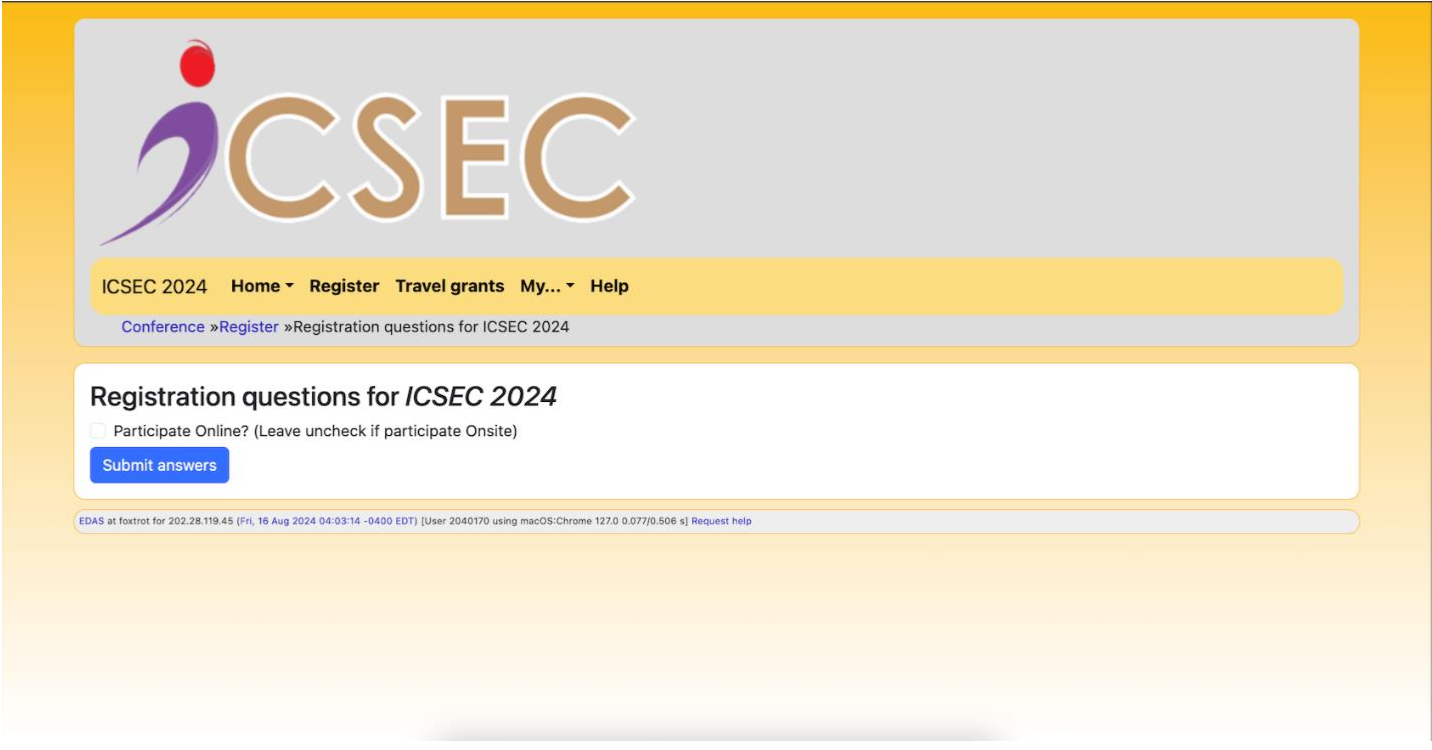 iCSEC
ICSEC 2024 Home Register Travel grants My... Help
Conference »Register »Registration questions for ICSEC 2024
Registration questions for ICSEC 2024
Participate Online? (Leave uncheck if participate Onsite)
Submit answers
EDAS at foxtrot for 202.28.119.45 (Fri, 16 Aug 2024 04:03:14 -0400 EDT) [User 2040170 using macOS:Chrome 127.0 0.077/0.506 s] Request help